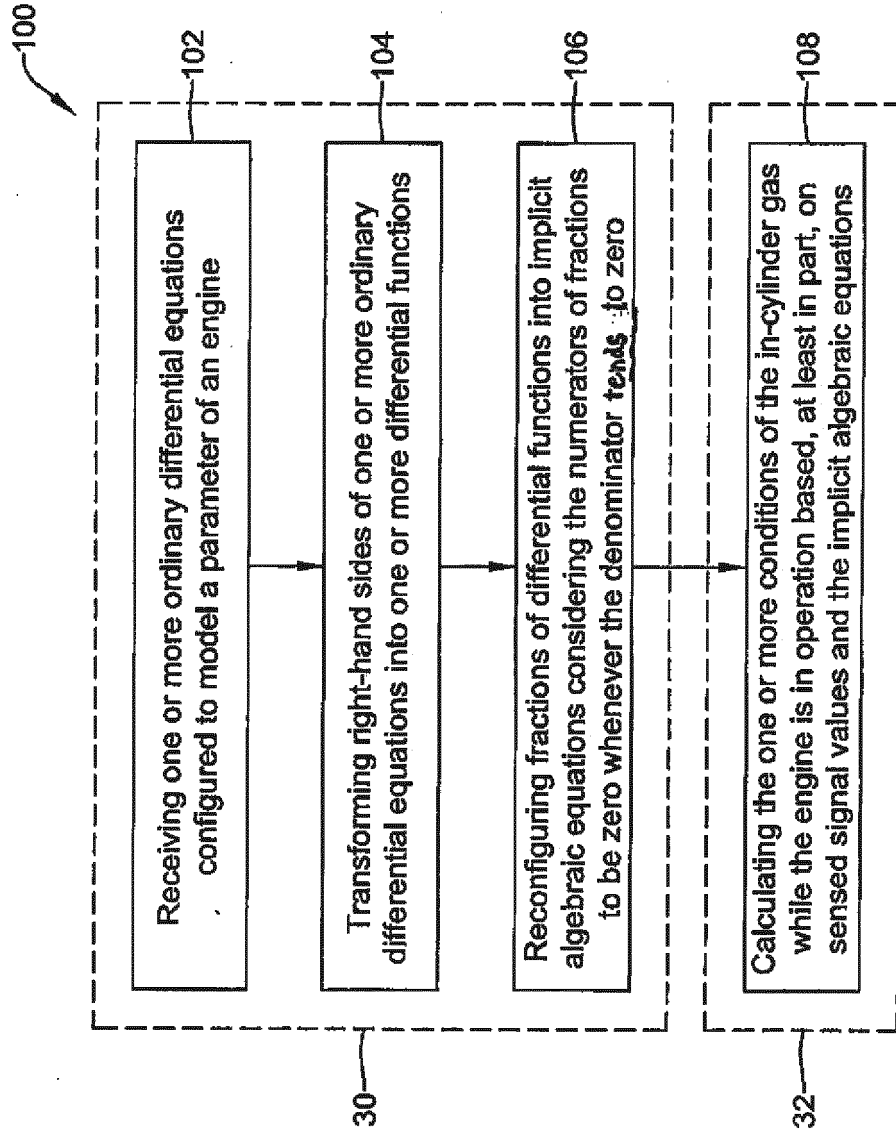 100
Receiving one or more ordinary differential equations
configured to model a parameter of an engine
102
Transforming right-hand sides of one or more ordinary
differential equations into one or more differential functions
104
Reconfiguring fractions of differential functions into implicit
algebraic equations considering the numerators of fractions
to be zero whenever the denominator tends to zero
106
30
Calculating the one or more conditions of the in-cylinder gas
while the engine is in operation based, at least in part, on
sensed signal values and the implicit algebraic equations
108
32